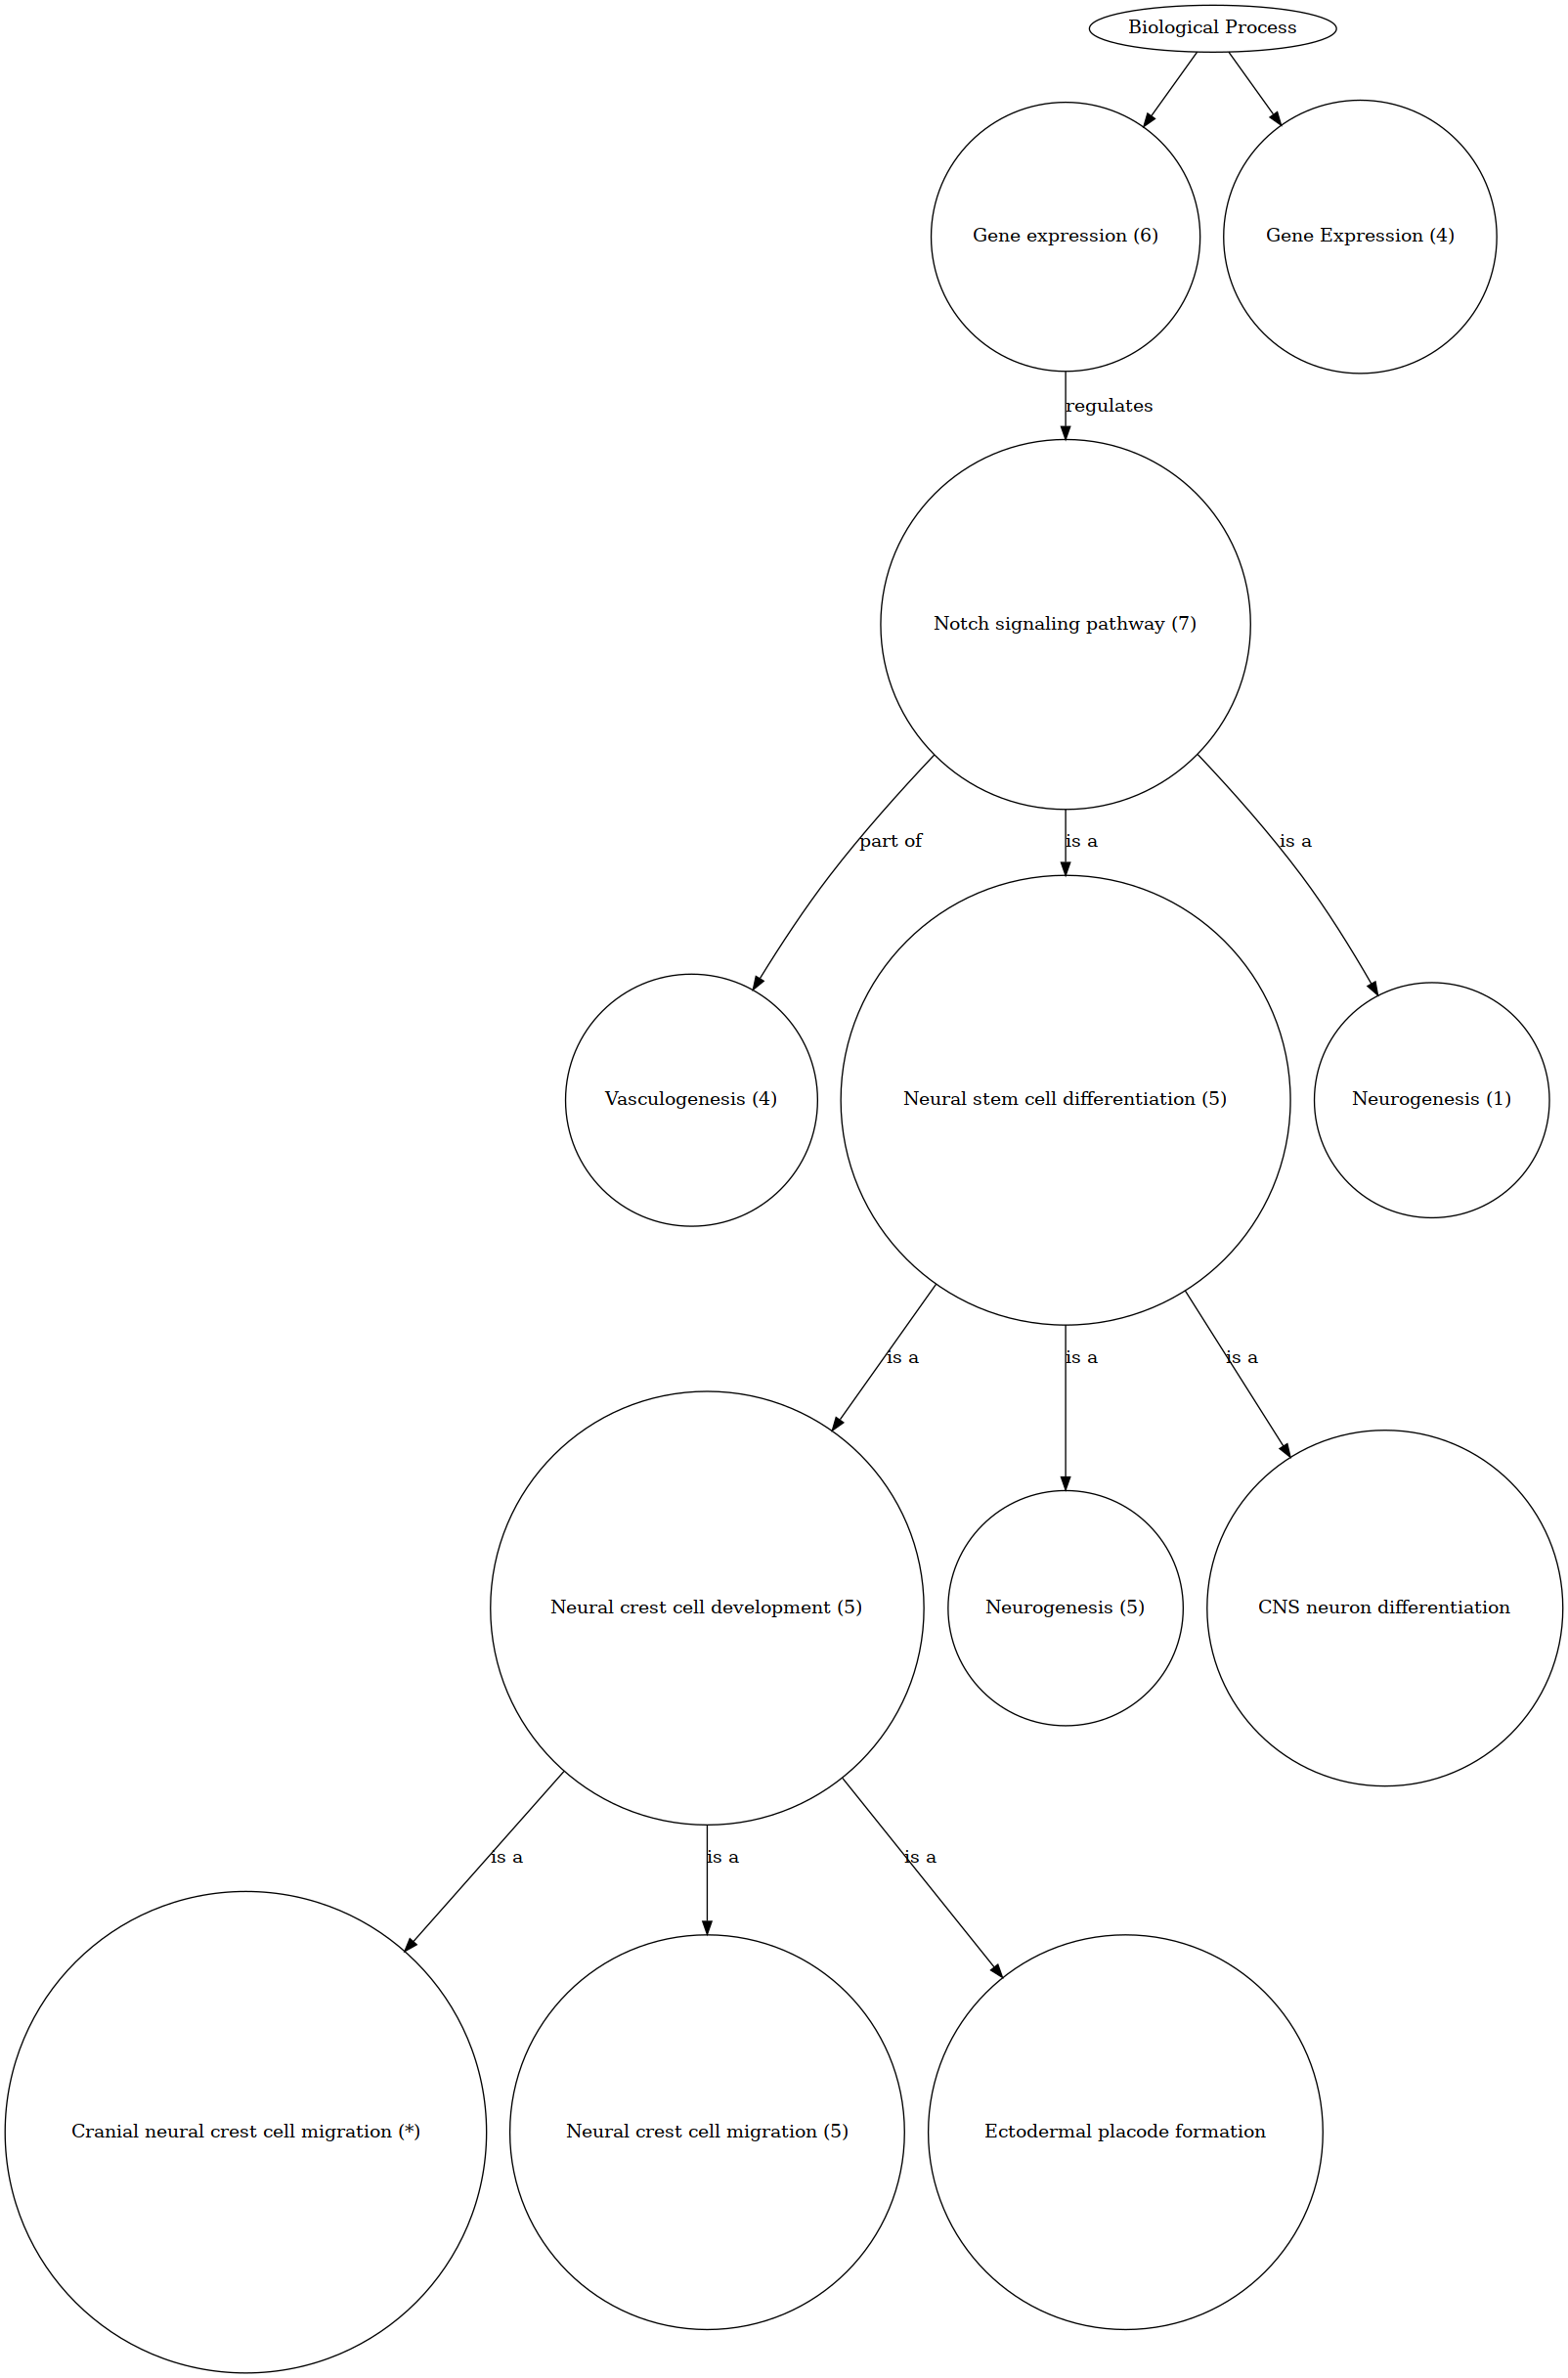 Biological Process
Gene expression (6)
Gene Expression (4)
regulates
Notch signaling pathway (7)
part of
is a
is a
Vasculogenesis (4)
Neural stem cell differentiation (5)
Neurogenesis (1)
is a
is a
is a
Neural crest cell development (5)
Neurogenesis (5)
CNS neuron differentiation
is a
is a
is a
Cranial neural crest cell migration (*)
Neural crest cell migration (5)
Ectodermal placode formation